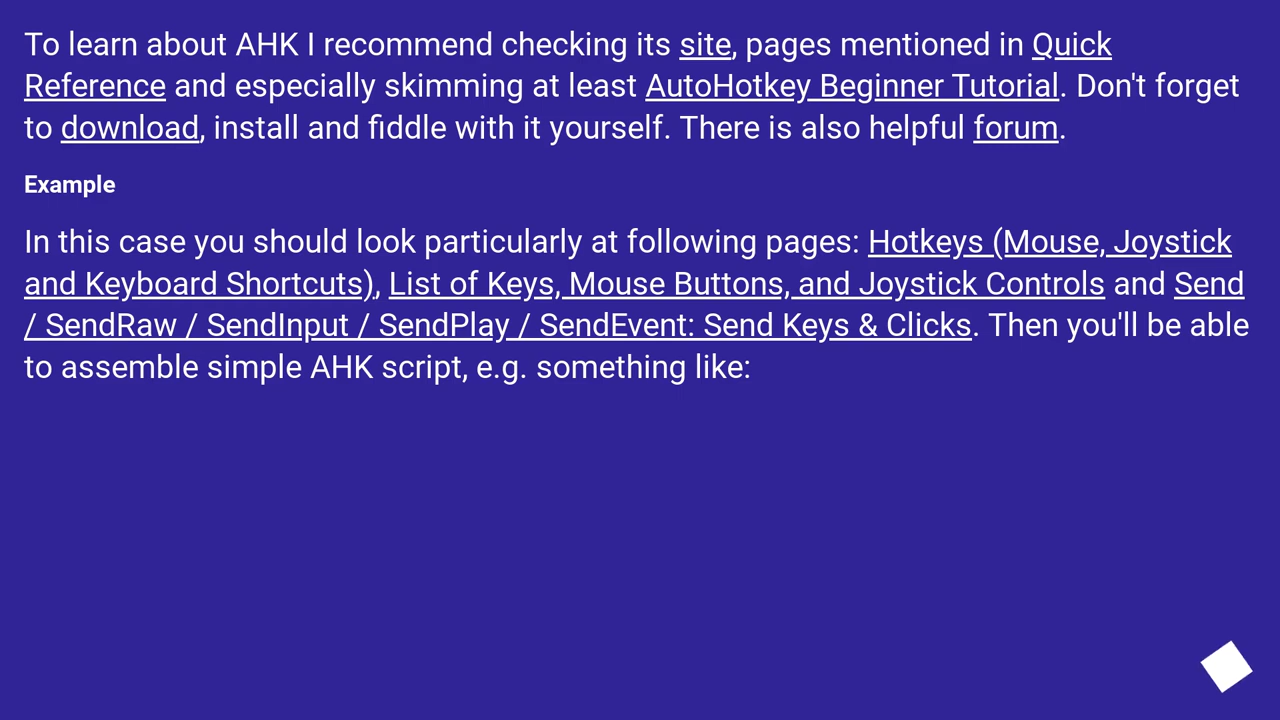 To learn about AHK I recommend checking its site, pages mentioned in Quick
Reference and especially skimming at least AutoHotkey Beginner Tutorial. Don't forget
to download, install and fiddle with it yourself. There is also helpful forum.
Example
In this case you should look particularly at following pages: Hotkeys (Mouse, Joystick
and Keyboard Shortcuts), List of Keys, Mouse Buttons, and Joystick Controls and Send
/ SendRaw / SendInput / SendPlay / SendEvent: Send Keys & Clicks. Then you'll be able
to assemble simple AHK script, e.g. something like: